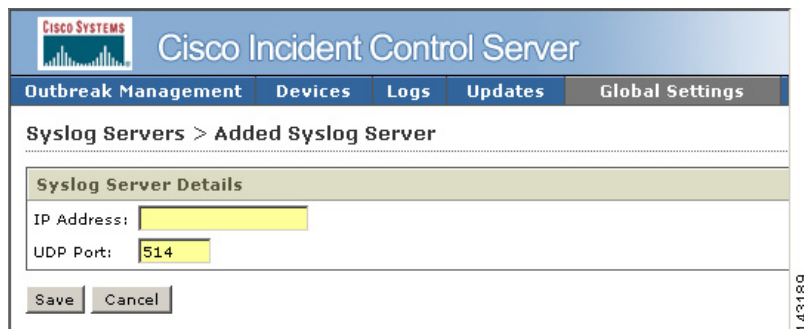 CISCO SYSTEMS
Cisco Incident Control Server
Outbreak Management Devices Logs Updates Global Settings
Syslog Servers > Added Syslog Server
Syslog Server Details
IP Address:
UDP Port: 514
Save Cancel
43189